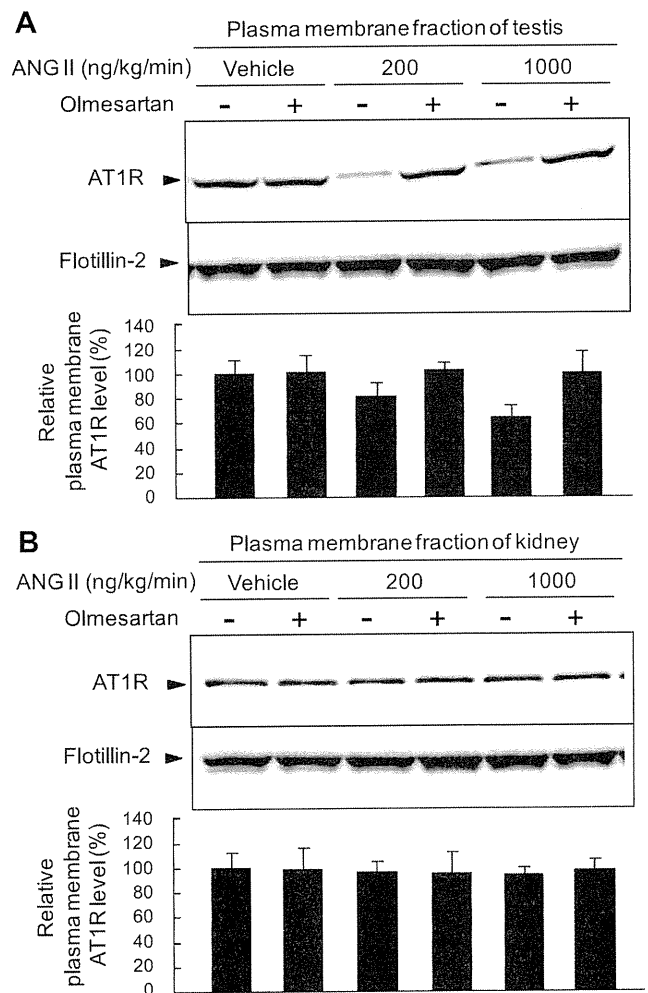 A
Plasma membrane fraction of testis
ANG II (ng/kg/min) Vehicle 200 1000
Olmesartan - + - + - +
AT1R
Flotillin-2
Relative plasma membrane AT1R level (%)
140
120
100
80
60
40
20
0
B
Plasma membrane fraction of kidney
ANG II (ng/kg/min) Vehicle 200 1000
Olmesartan - + - + - +
AT1R
Flotillin-2
Relative plasma membrane AT1R level (%)
140
120
100
80
60
40
20
0